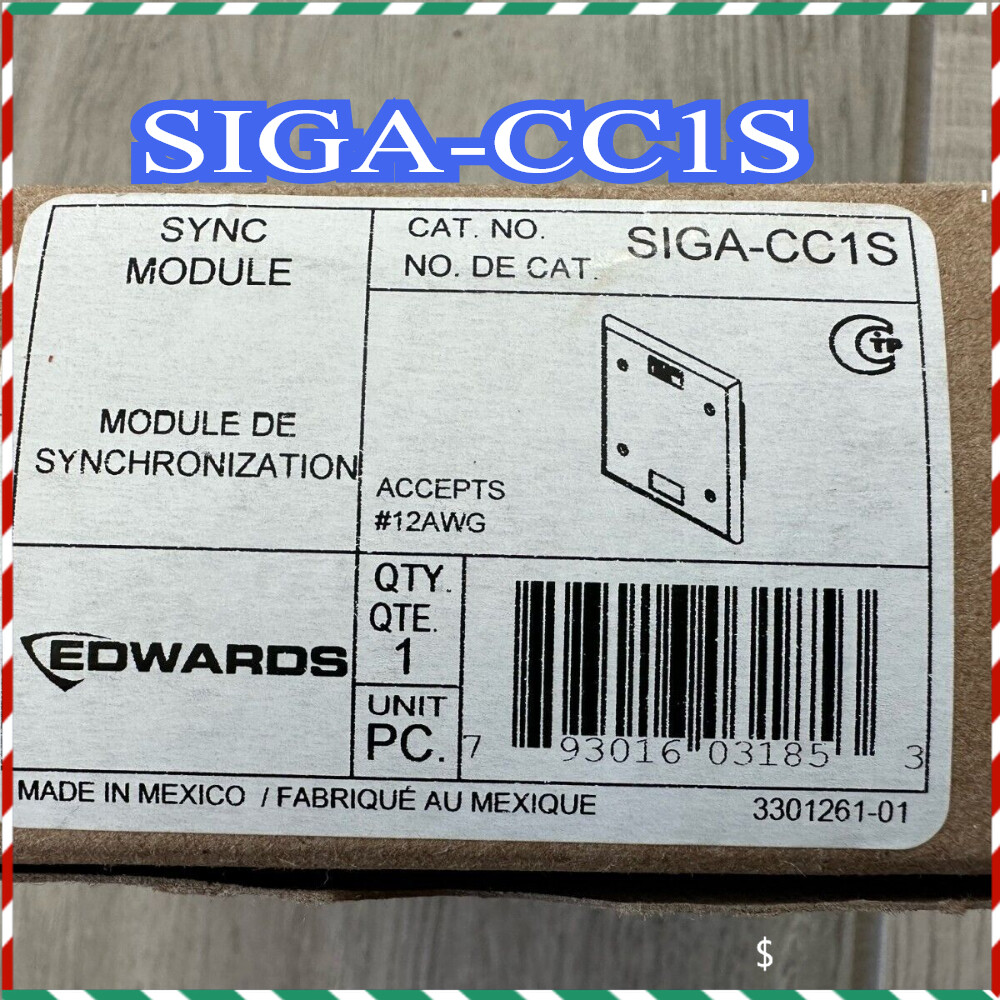 SIGA-CC1S
SYNC
MODULE
CAT. NO.
NO. DE CAT.
SIGA-CC1S
MODULE DE
SYNCHRONIZATION
ACCEPTS
#12AWG
EDWARDS
QTY.
QTE.
1
UNIT
PC.
7 93016 03185 3
MADE IN MEXICO / FABRIQUÉ AU MEXIQUE
3301261-01
$